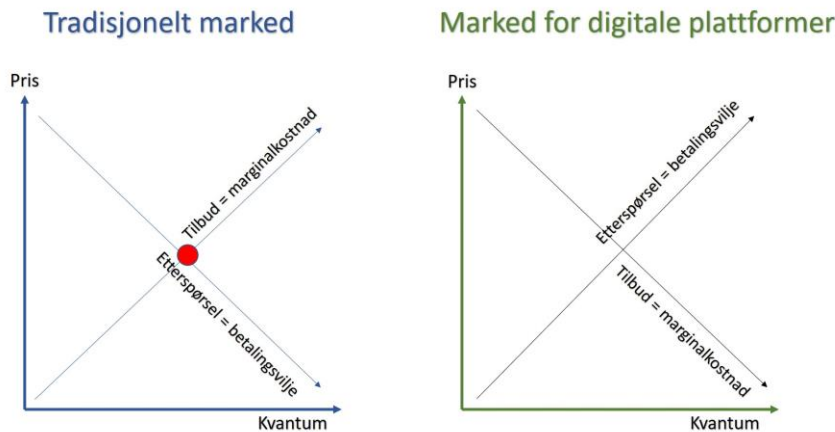 Tradisjonelt marked
Pris
Tilbud = marginalkostnad
Etterspørsel = betalingsvilje
Kvantum
Marked for digitale plattformer
Pris
Etterspørsel = betalingsvilje
Tilbud = marginalkostnad
Kvantum